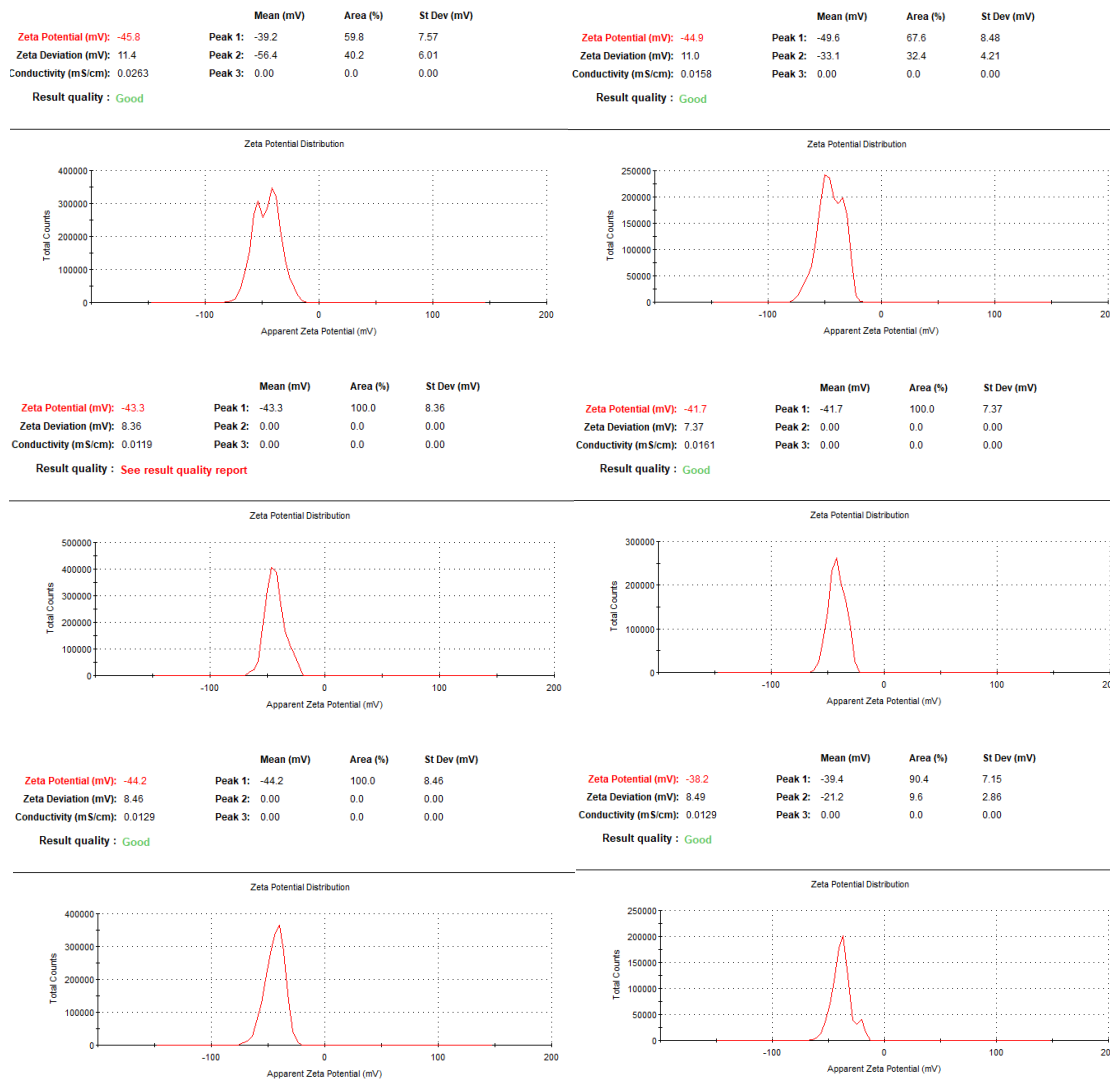 Mean (mV) Area (%) St Dev (mV)
Zeta Potential (mV): -45.8 Peak 1: -39.2 59.8 7.57
Zeta Deviation (mV): 11.4 Peak 2: -56.4 40.2 6.01
Conductivity (mS/cm): 0.0263 Peak 3: 0.00 0.0 0.00
Result quality : Good
Zeta Potential Distribution
400000
300000
200000
100000
0
Total Counts
-100 0 100 200
Apparent Zeta Potential (mV)
Mean (mV) Area (%) St Dev (mV)
Zeta Potential (mV): -44.9 Peak 1: -49.6 67.6 8.48
Zeta Deviation (mV): 11.0 Peak 2: -33.1 32.4 4.21
Conductivity (mS/cm): 0.0158 Peak 3: 0.00 0.0 0.00
Result quality : Good
Zeta Potential Distribution
250000
200000
150000
100000
50000
0
Total Counts
-100 0 100 200
Apparent Zeta Potential (mV)
Mean (mV) Area (%) St Dev (mV)
Zeta Potential (mV): -43.3 Peak 1: -43.3 100.0 8.36
Zeta Deviation (mV): 8.36 Peak 2: 0.00 0.0 0.00
Conductivity (mS/cm): 0.0119 Peak 3: 0.00 0.0 0.00
Result quality : See result quality report
Zeta Potential Distribution
500000
400000
300000
200000
100000
0
Total Counts
-100 0 100 200
Apparent Zeta Potential (mV)
Mean (mV) Area (%) St Dev (mV)
Zeta Potential (mV): -41.7 Peak 1: -41.7 100.0 7.37
Zeta Deviation (mV): 7.37 Peak 2: 0.00 0.0 0.00
Conductivity (mS/cm): 0.0161 Peak 3: 0.00 0.0 0.00
Result quality : Good
Zeta Potential Distribution
300000
200000
100000
0
Total Counts
-100 0 100 20
Apparent Zeta Potential (mV)
Mean (mV) Area (%) St Dev (mV)
Zeta Potential (mV): -44.2 Peak 1: -44.2 100.0 8.46
Zeta Deviation (mV): 8.46 Peak 2: 0.00 0.0 0.00
Conductivity (mS/cm): 0.0129 Peak 3: 0.00 0.0 0.00
Result quality : Good
Zeta Potential Distribution
400000
300000
200000
100000
0
Total Counts
-100 0 100 200
Apparent Zeta Potential (mV)
Mean (mV) Area (%) St Dev (mV)
Zeta Potential (mV): -38.2 Peak 1: -39.4 90.4 7.15
Zeta Deviation (mV): 8.49 Peak 2: -21.2 9.6 2.86
Conductivity (mS/cm): 0.0129 Peak 3: 0.00 0.0 0.00
Result quality : Good
Zeta Potential Distribution
250000
200000
150000
100000
50000
0
Total Counts
-100 0 100 20
Apparent Zeta Potential (mV)